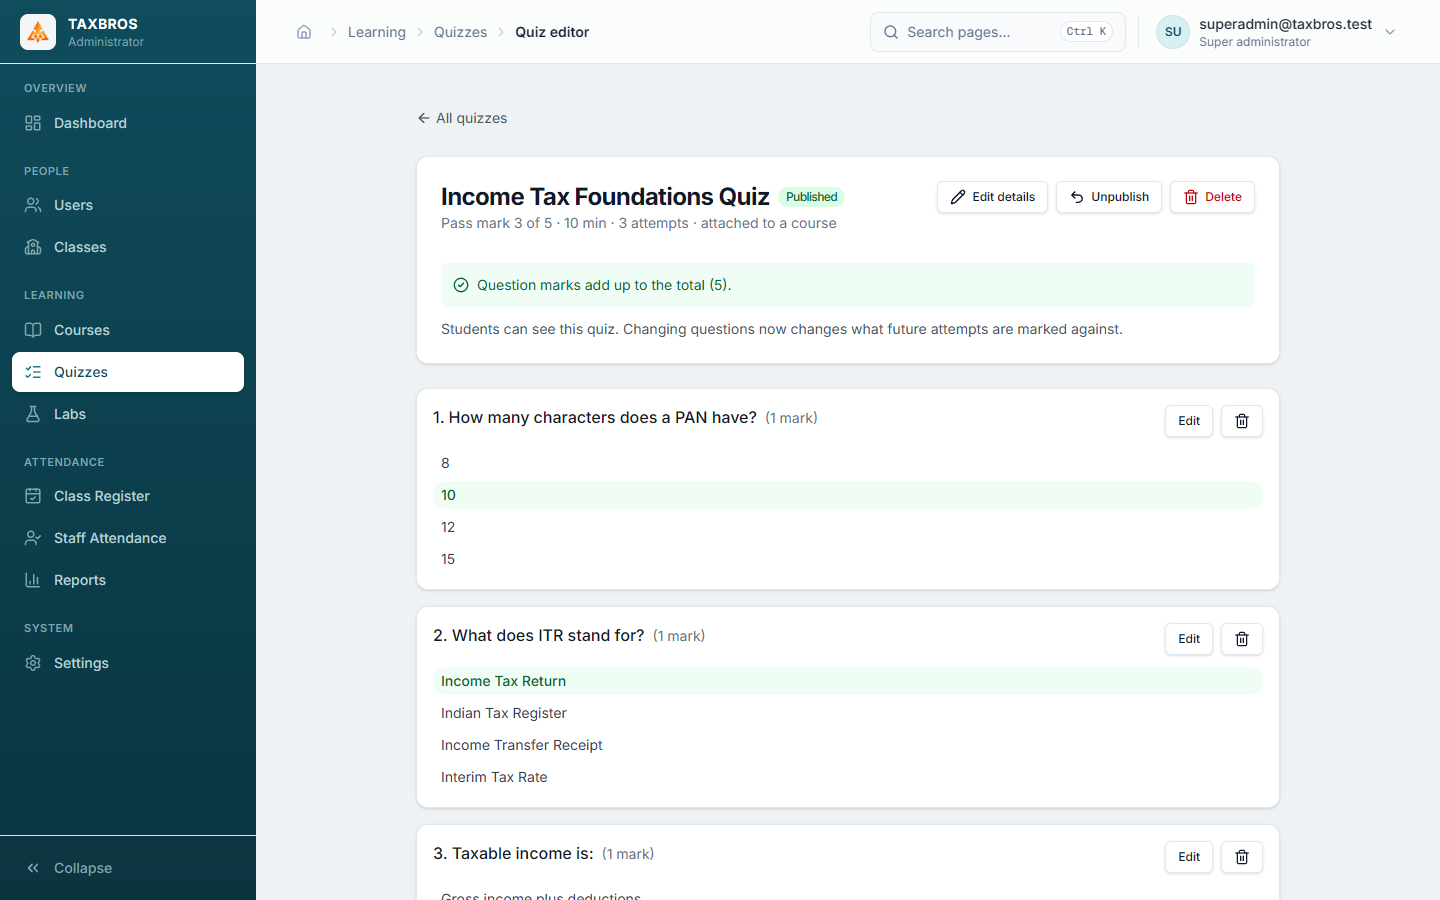 TAXBROS
Administrator
OVERVIEW
Dashboard
PEOPLE
Users
Classes
LEARNING
Courses
Quizzes
Labs
ATTENDANCE
Class Register
Staff Attendance
Reports
SYSTEM
Settings
Collapse
Learning > Quizzes > Quiz editor
Search pages... Ctrl K
SU
superadmin@taxbros.test
Super administrator
← All quizzes
Income Tax Foundations Quiz Published
Edit details Unpublish Delete
Pass mark 3 of 5 · 10 min · 3 attempts · attached to a course
Question marks add up to the total (5).
Students can see this quiz. Changing questions now changes what future attempts are marked against.
1. How many characters does a PAN have? (1 mark) Edit
8
10
12
15
2. What does ITR stand for? (1 mark) Edit
Income Tax Return
Indian Tax Register
Income Transfer Receipt
Interim Tax Rate
3. Taxable income is: (1 mark) Edit
Gross income plus deductions